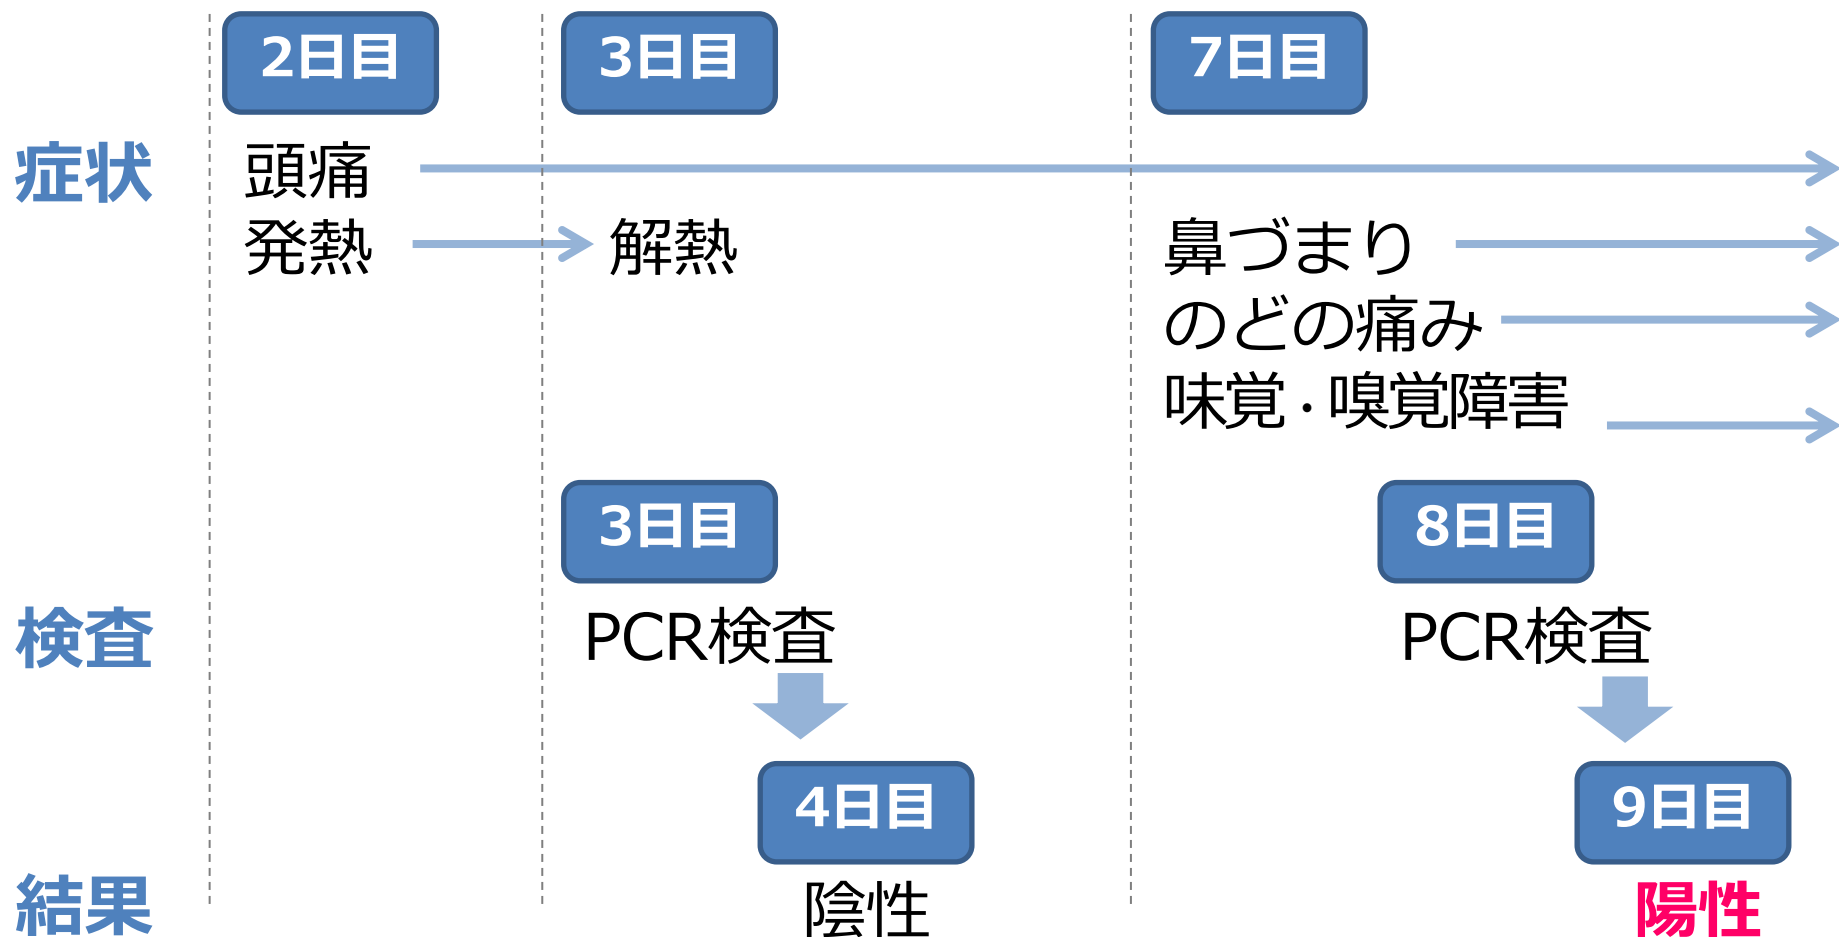 2日目
3日目
7日目
症状
頭痛
発熱
解熱
鼻づまり
のどの痛み
味覚・嗅覚障害
3日目
8日目
検査
PCR検査
PCR検査
4日目
9日目
結果
陰性
陽性